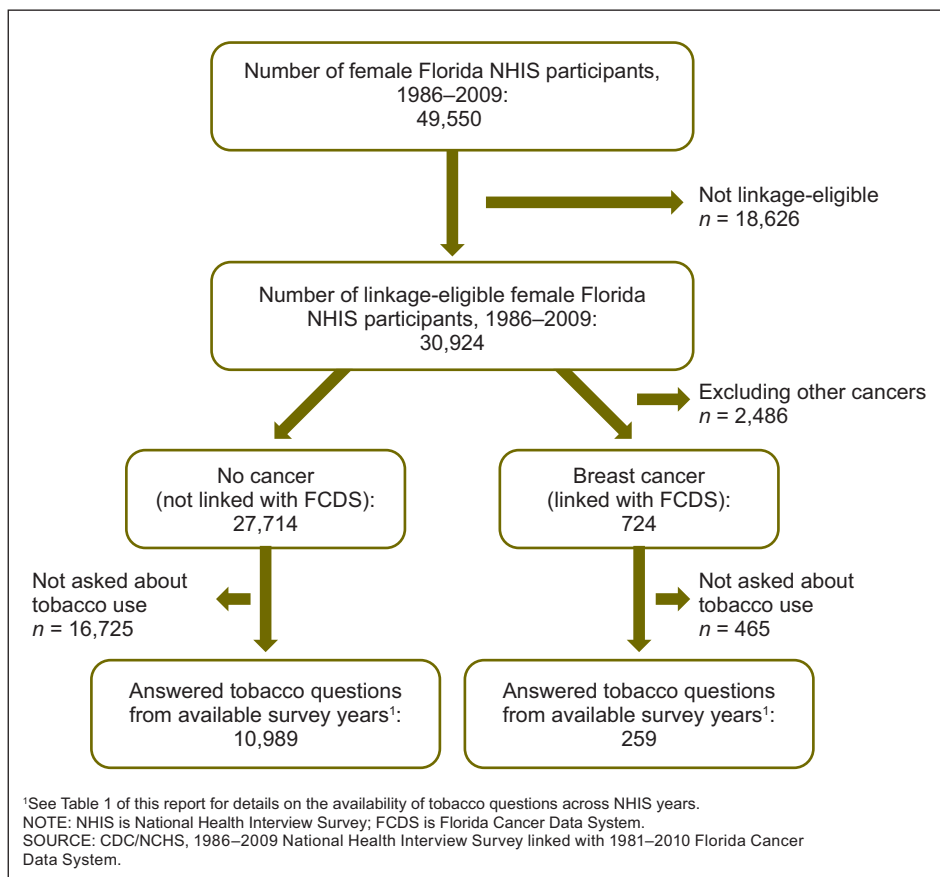 Number of female Florida NHIS participants,
1986–2009:
49,550
Not linkage-eligible
n = 18,626
Number of linkage-eligible female Florida
NHIS participants, 1986–2009:
30,924
Excluding other cancers
n = 2,486
No cancer
(not linked with FCDS):
27,714
Breast cancer
(linked with FCDS):
724
Not asked about
tobacco use
n = 16,725
Not asked about
tobacco use
n = 465
Answered tobacco questions
from available survey years¹:
10,989
Answered tobacco questions
from available survey years¹:
259
¹See Table 1 of this report for details on the availability of tobacco questions across NHIS years.
NOTE: NHIS is National Health Interview Survey; FCDS is Florida Cancer Data System.
SOURCE: CDC/NCHS, 1986–2009 National Health Interview Survey linked with 1981–2010 Florida Cancer
Data System.